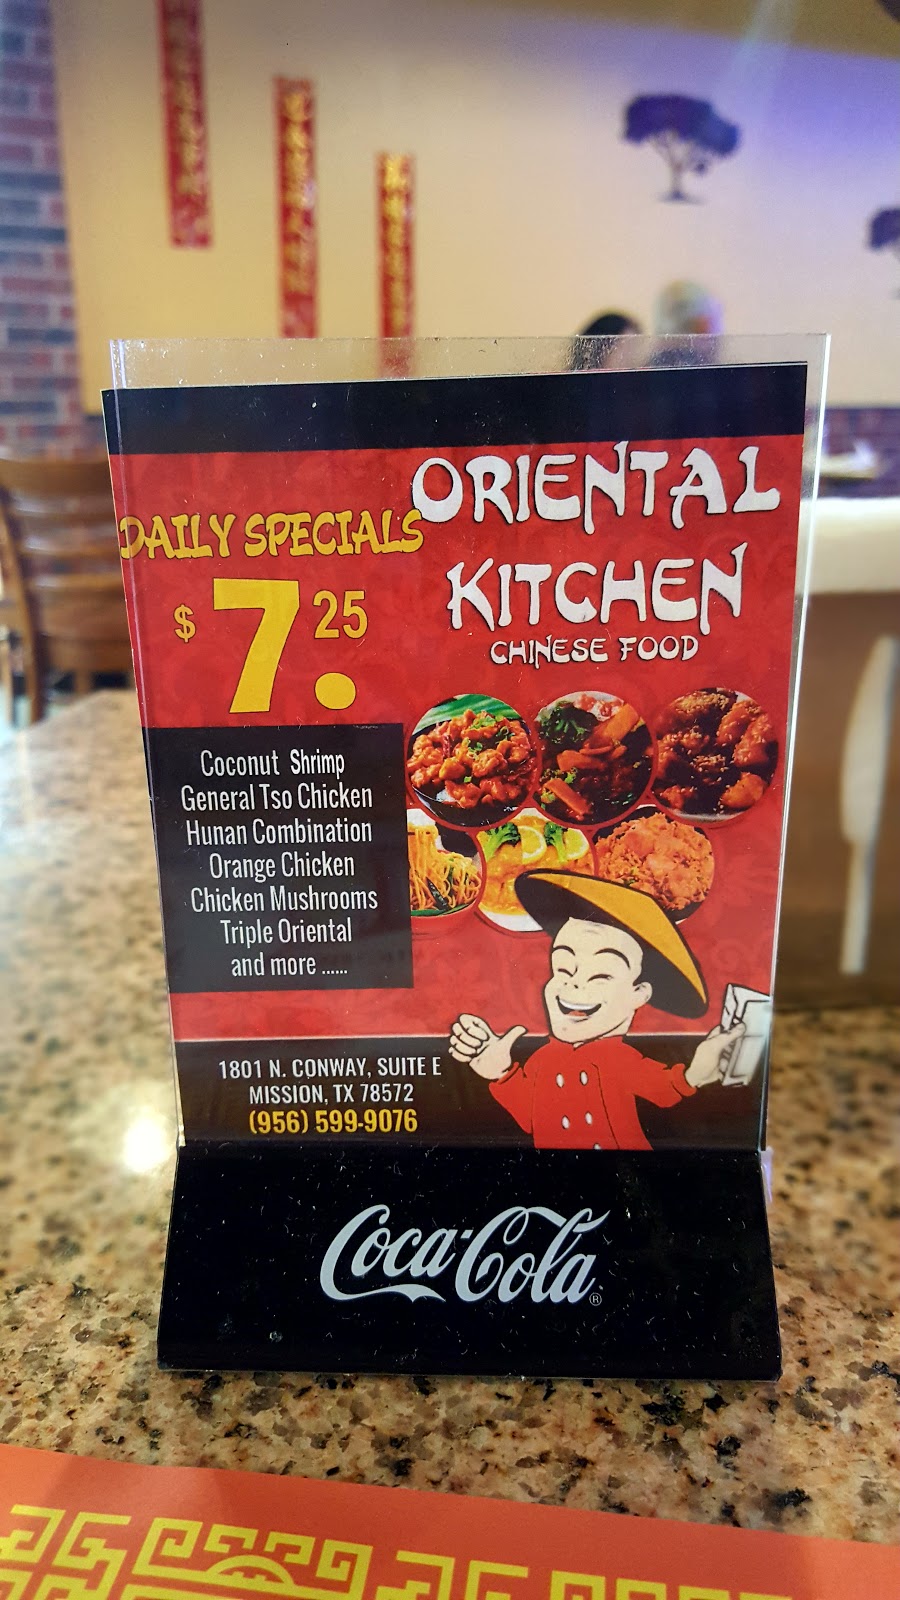 ORIENTAL
KITCHEN
CHINESE FOOD
DAILY SPECIALS
$7.25
Coconut Shrimp
General Tso Chicken
Hunan Combination
Orange Chicken
Chicken Mushrooms
Triple Oriental
and more ......
1801 N. CONWAY, SUITE E
MISSION, TX 78572
(956) 599-9076
Coca-Cola®